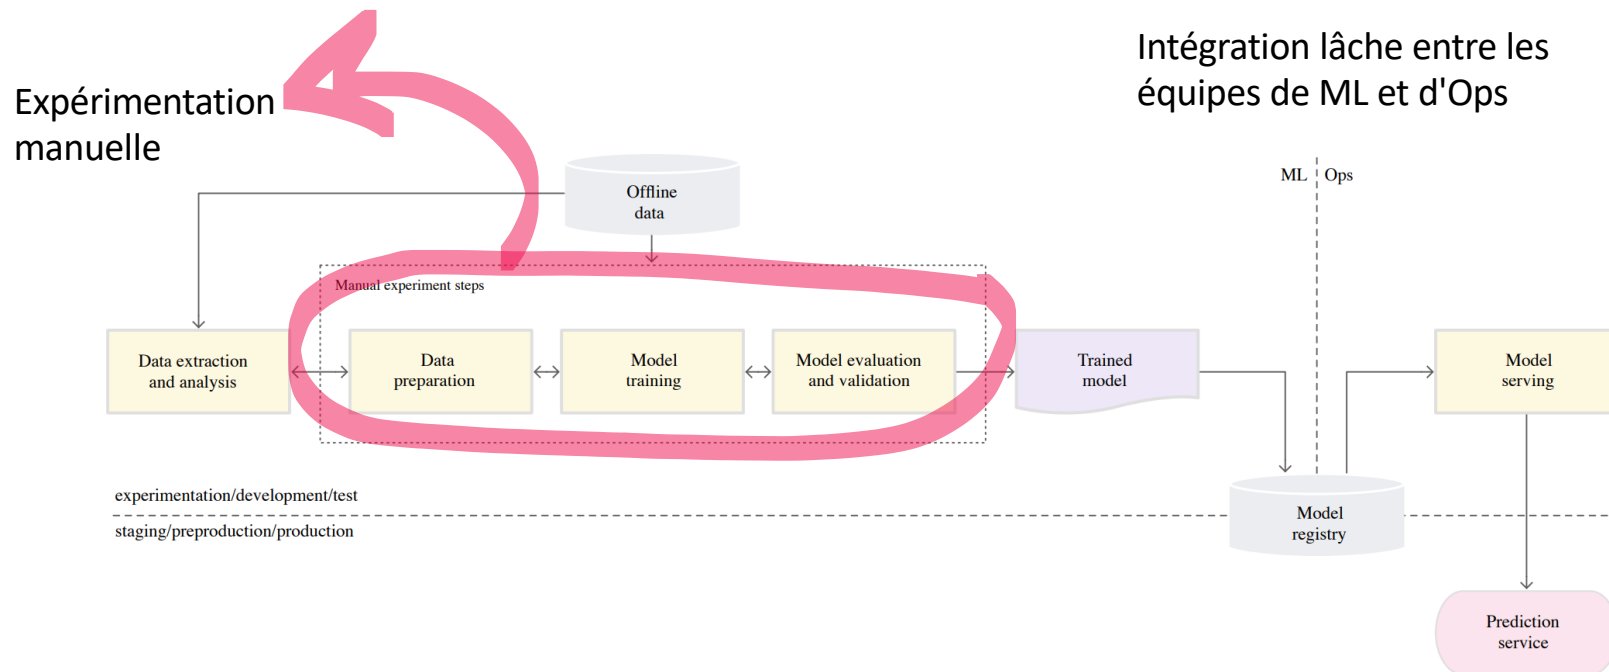 Expérimentation
manuelle
Intégration lâche entre les
équipes de ML et d'Ops
Offline
data
ML
Ops
Manual experiment steps
Data extraction
and analysis
Data
preparation
Model
training
Model evaluation
and validation
Trained
model
Model
serving
experimentation/development/test
staging/preproduction/production
Model
registry
Prediction
service